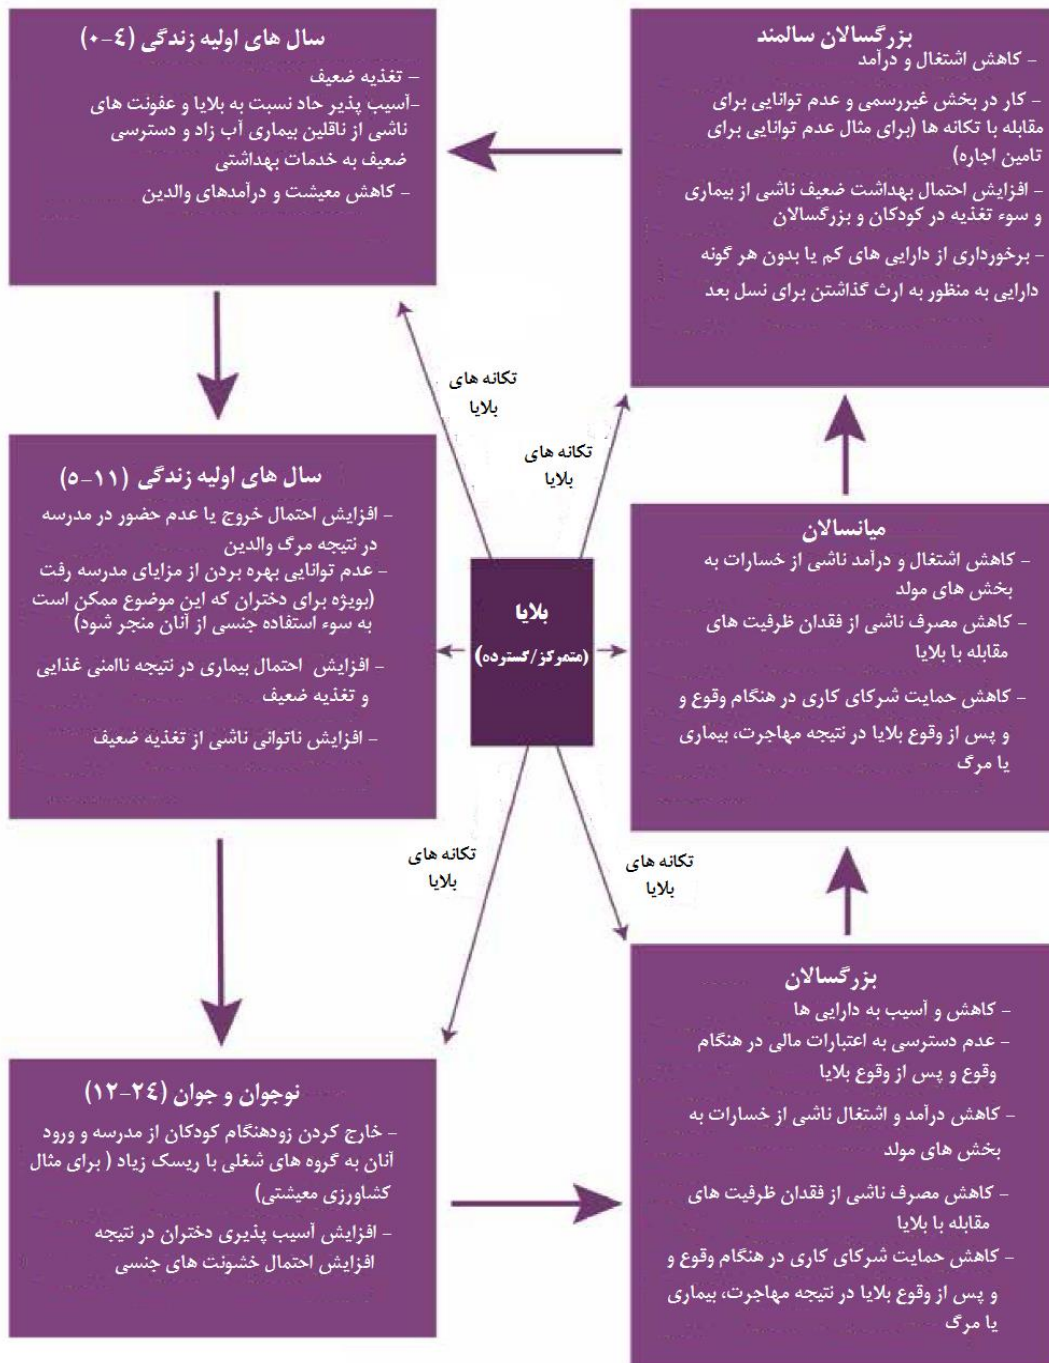 بزرگسالان سالمند
- کاهش اشتغال و درآمد
- کار در بخش غیررسمی و عدم توانایی برای
مقابله با تکانه ها (برای مثال عدم توانایی برای
تامین اجاره)
- افزایش احتمال بهداشت ضعیف ناشی از بیماری
و سوء تغذیه در کودکان و بزرگسالان
- برخورداری از دارایی های کم یا بدون هر گونه
دارایی به منظور به ارث گذاشتن برای نسل بعد
سال های اولیه زندگی (۴-۰)
- تغذیه ضعیف
-آسیب پذیر حاد نسبت به بلایا و عفونت های
ناشی از ناقلین بیماری آب زاد و دسترسی
ضعیف به خدمات بهداشتی
- کاهش معیشت و درآمدهای والدین
تکانه های
بلایا
تکانه های
بلایا
سال های اولیه زندگی (۱۱-۵)
- افزایش احتمال خروج یا عدم حضور در مدرسه
در نتیجه مرگ والدین
- عدم توانایی بهره بردن از مزایای مدرسه رفت
(بویژه برای دختران که این موضوع ممکن است
به سوء استفاده جنسی از آنان منجر شود)
- افزایش احتمال بیماری در نتیجه ناامنی غذایی
و تغذیه ضعیف
- افزایش ناتوانی ناشی از تغذیه ضعیف
بلایا
(متمرکز/گسترده)
میانسالان
- کاهش اشتغال و درآمد ناشی از خسارات به
بخش های مولد
- کاهش مصرف ناشی از فقدان ظرفیت های
مقابله با بلایا
- کاهش حمایت شرکای کاری در هنگام وقوع و
و پس از وقوع بلایا در نتیجه مهاجرت، بیماری
یا مرگ
تکانه های
بلایا
تکانه های
بلایا
بزرگسالان
- کاهش و آسیب به دارایی ها
- عدم دسترسی به اعتبارات مالی در هنگام
وقوع و پس از وقوع بلایا
- کاهش درآمد و اشتغال ناشی از خسارات به
بخش های مولد
- کاهش مصرف ناشی از فقدان ظرفیت های
مقابله با بلایا
- کاهش حمایت شرکای کاری در هنگام وقوع و
و پس از وقوع بلایا در نتیجه مهاجرت، بیماری
یا مرگ
نوجوان و جوان (۲۴-۱۲)
- خارج کردن زودهنگام کودکان از مدرسه و ورود
آنان به گروه های شغلی با ریسک زیاد ( برای مثال
کشاورزی معیشتی)
- افزایش آسیب پذیری دختران در نتیجه
افزایش احتمال خشونت های جنسی